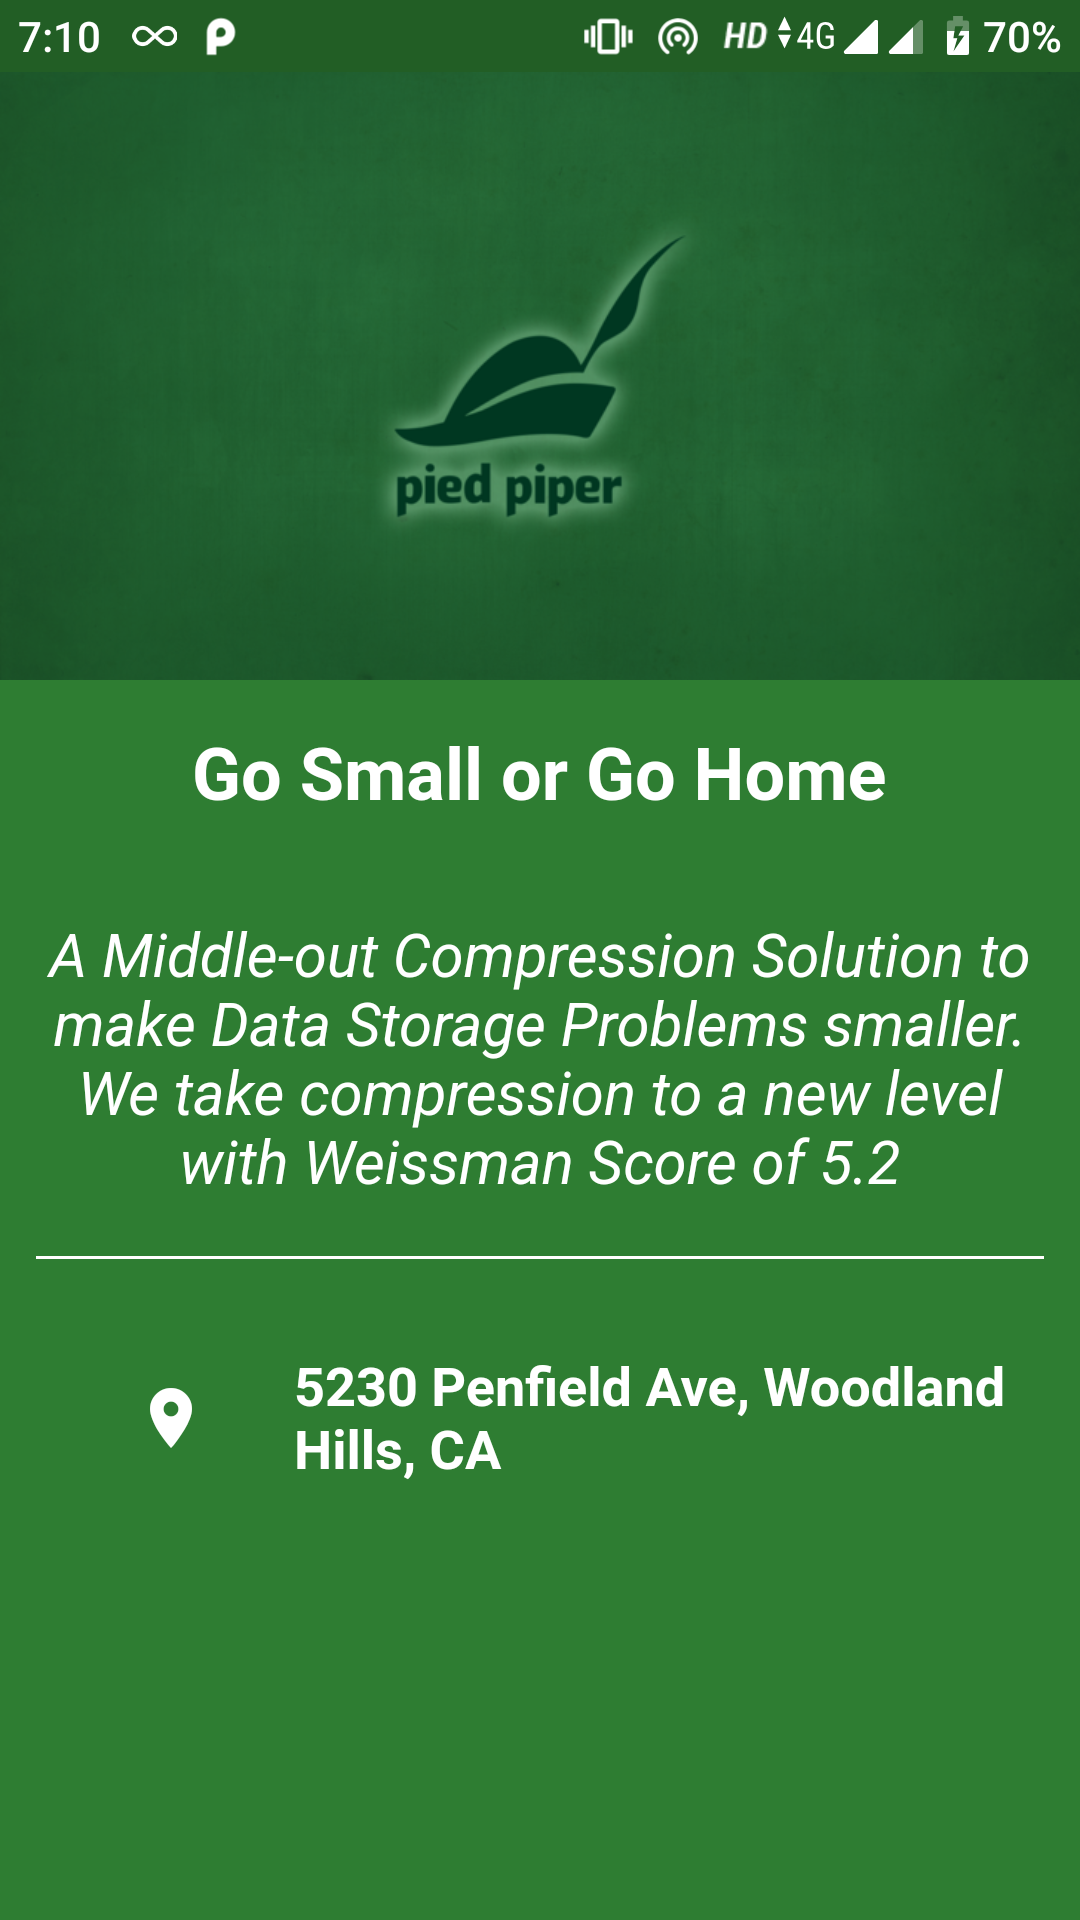 7:10 HD 4G 70%
pied piper
Go Small or Go Home
A Middle-out Compression Solution to
make Data Storage Problems smaller.
We take compression to a new level
with Weissman Score of 5.2
5230 Penfield Ave, Woodland
Hills, CA